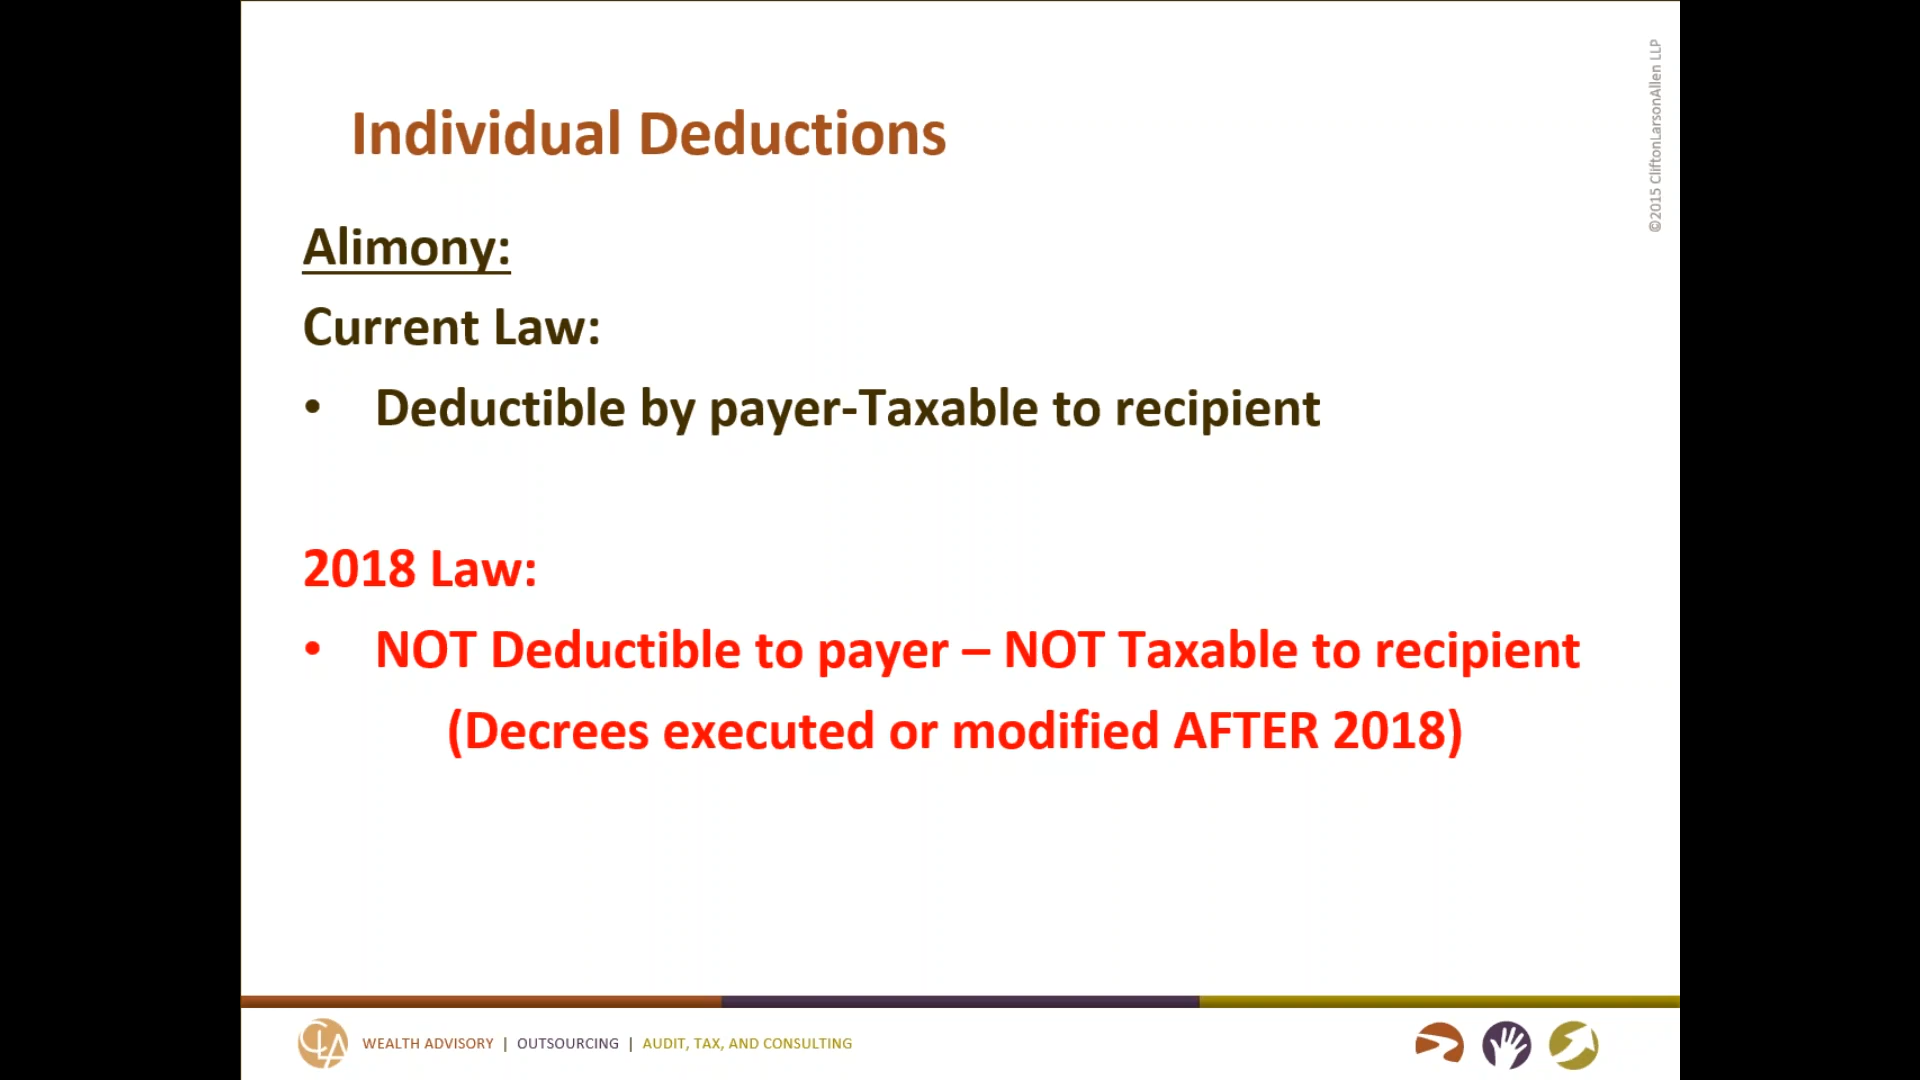 ©2015 CliftonLarsonAllen LLP
Individual Deductions
Alimony:
Current Law:
• Deductible by payer-Taxable to recipient
2018 Law:
• NOT Deductible to payer – NOT Taxable to recipient
(Decrees executed or modified AFTER 2018)
CLA WEALTH ADVISORY | OUTSOURCING | AUDIT, TAX, AND CONSULTING